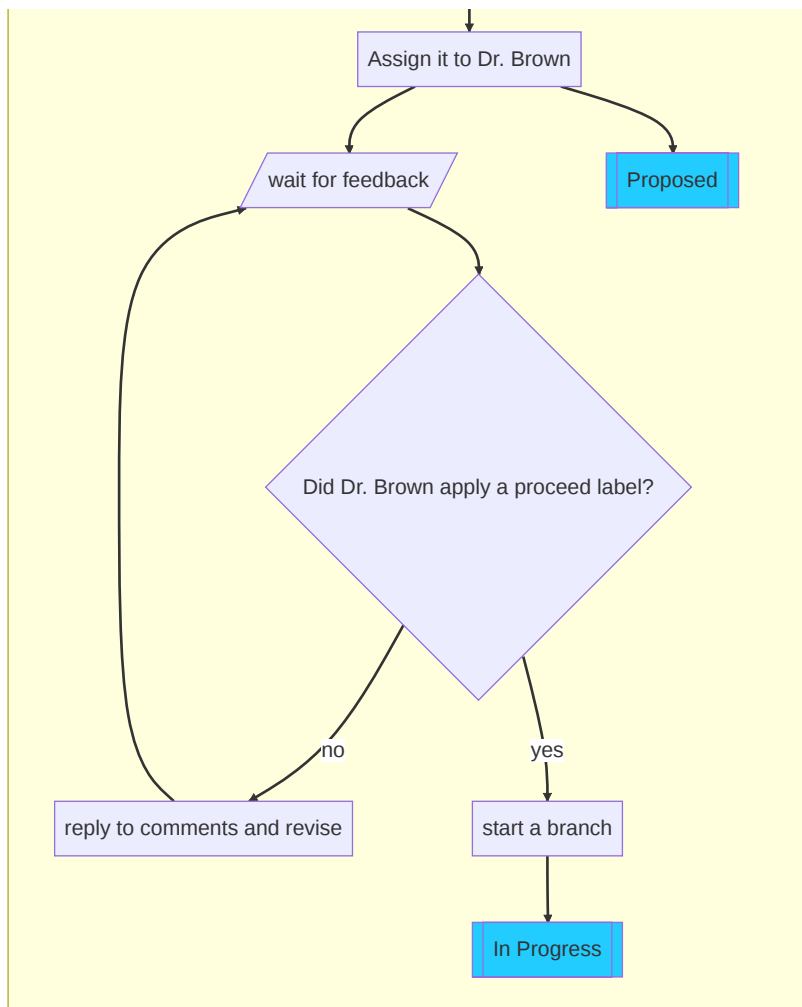 Assign it to Dr. Brown
wait for feedback
Proposed
Did Dr. Brown apply a proceed label?
no
yes
reply to comments and revise
start a branch
In Progress